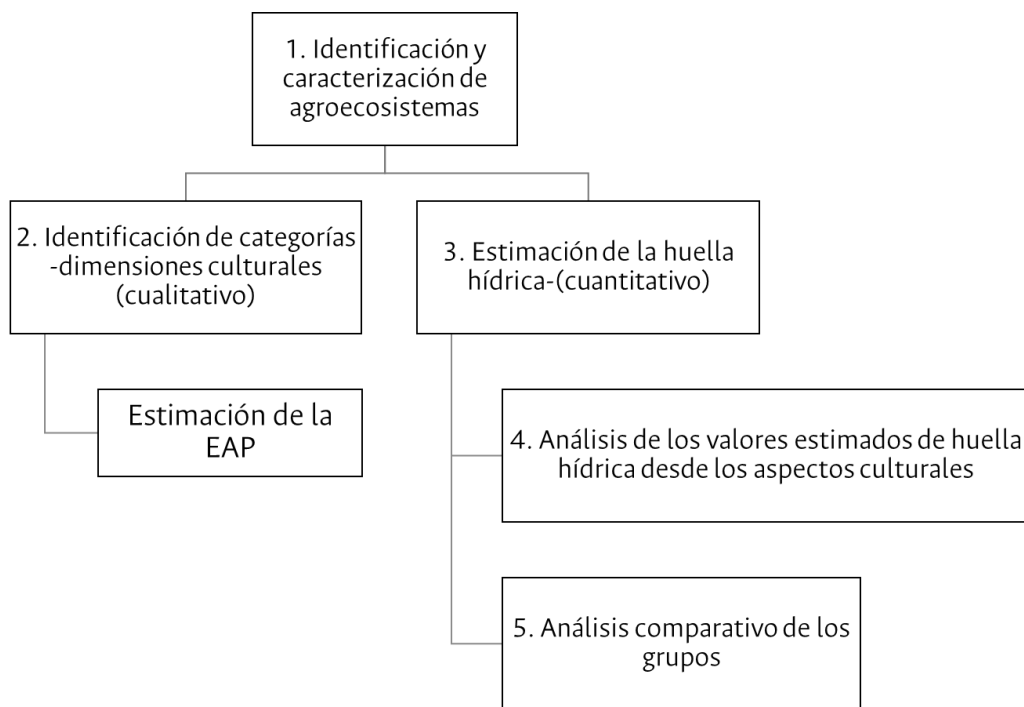 1. Identificación y
caracterización de
agroecosistemas
2. Identificación de categorías
-dimensiones culturales
(cualitativo)
3. Estimación de la huella
hídrica-(cuantitativo)
Estimación de la
EAP
4. Análisis de los valores estimados de huella
hídrica desde los aspectos culturales
5. Análisis comparativo de los
grupos